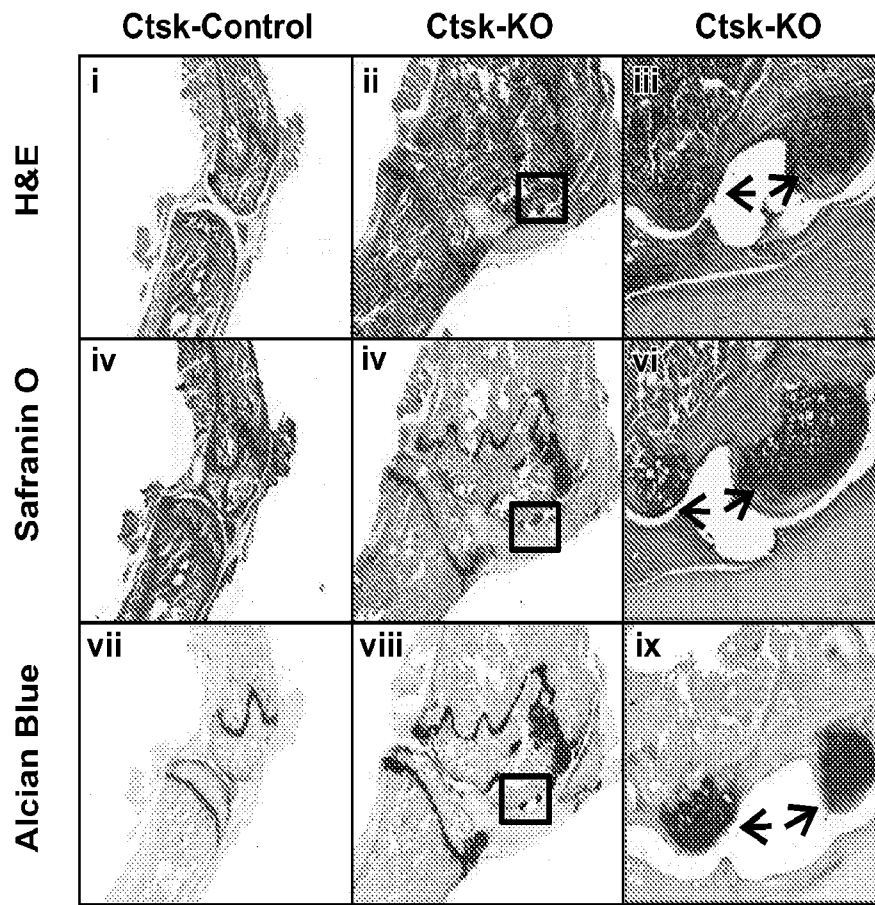 Ctsk-Control Ctsk-KO Ctsk-KO
H&E
i ii iii
Safranin O
iv iv vi
Alcian Blue
vii viii ix